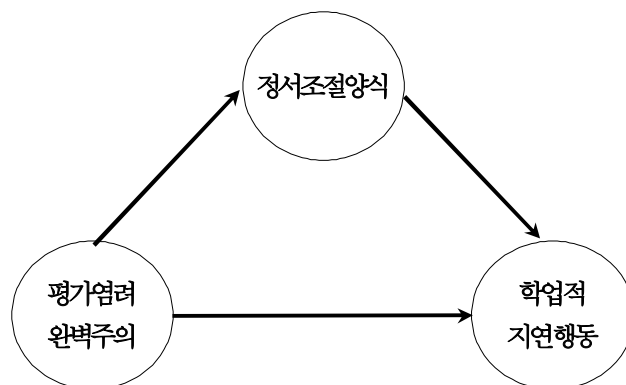 정서조절양식
평가염려
완벽주의
학업적
지연행동